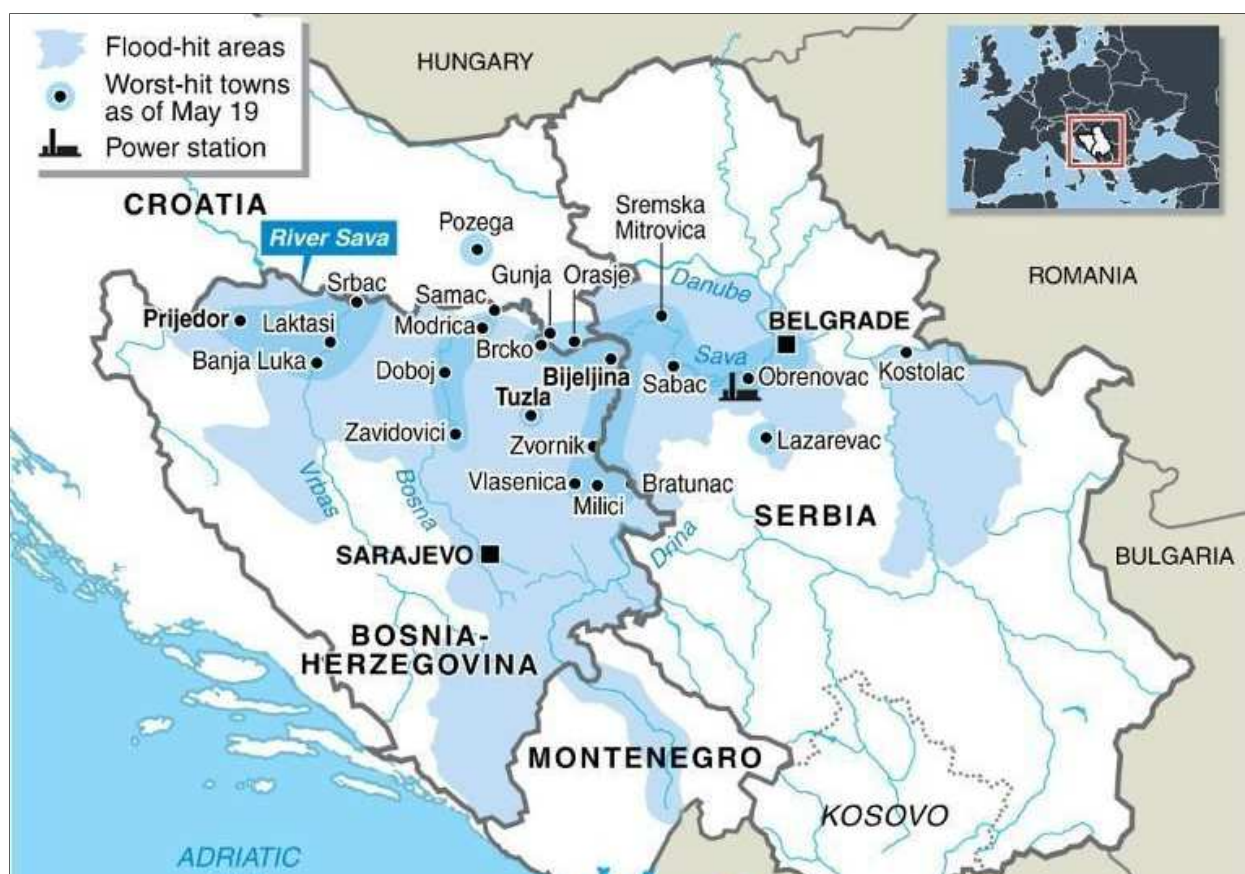 Flood-hit areas
Worst-hit towns
as of May 19
Power station
HUNGARY
CROATIA
River Sava
Pozega
Sremska
Mitrovica
ROMANIA
Srbac
Samac
Gunja
Orasje
Danube
Prijedor
Laktasi
Modrica
BELGRADE
Banja Luka
Brcko
Sava
Doboj
Bijeljina
Sabac
Obrenovac
Kostolac
Tuzla
Zavidovici
Zvornik
Lazarevac
Vrbas
Bosna
Vlasenica
Milici
Bratunac
SERBIA
Drina
SARAJEVO
BULGARIA
BOSNIA-
HERZEGOVINA
MONTENEGRO
KOSOVO
ADRIATIC